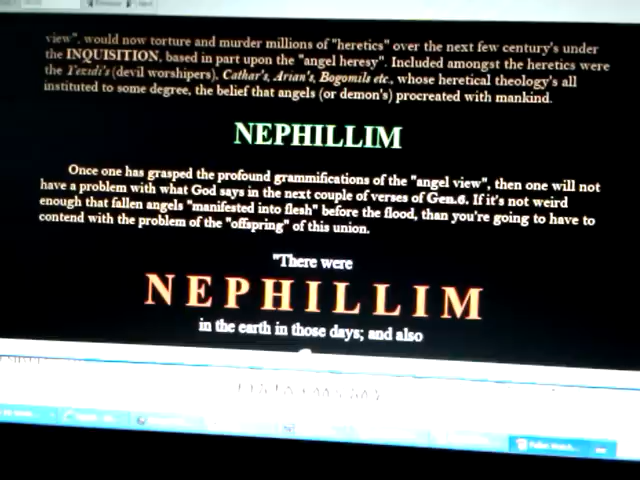 view". would now torture and murder millions of "heretics" over the next few century's under
the INQUISITION, based in part upon the "angel heresy". Included amongst the heretics were
the Yezidi's (devil worshipers), Cathar's, Arian's, Bogomils etc., whose heretical theology's all
instituted to some degree, the belief that angels (or demon's) procreated with mankind.
NEPHILLIM
Once one has grasped the profound grammifications of the "angel view", then one will not
have a problem with what God says in the next couple of verses of Gen.6. If it's not weird
enough that fallen angels "manifested into flesh" before the flood, than you're going to have to
contend with the problem of the "offspring" of this union.
"There were
NEPHILLIM
in the earth in those days; and also